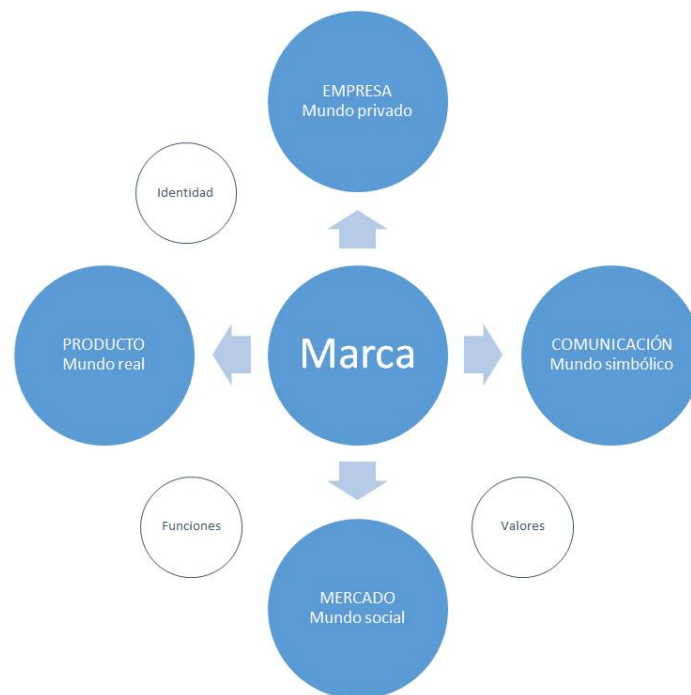 EMPRESA
Mundo privado
Identidad
PRODUCTO
Mundo real
Marca
COMUNICACIÓN
Mundo simbólico
Funciones
Valores
MERCADO
Mundo social